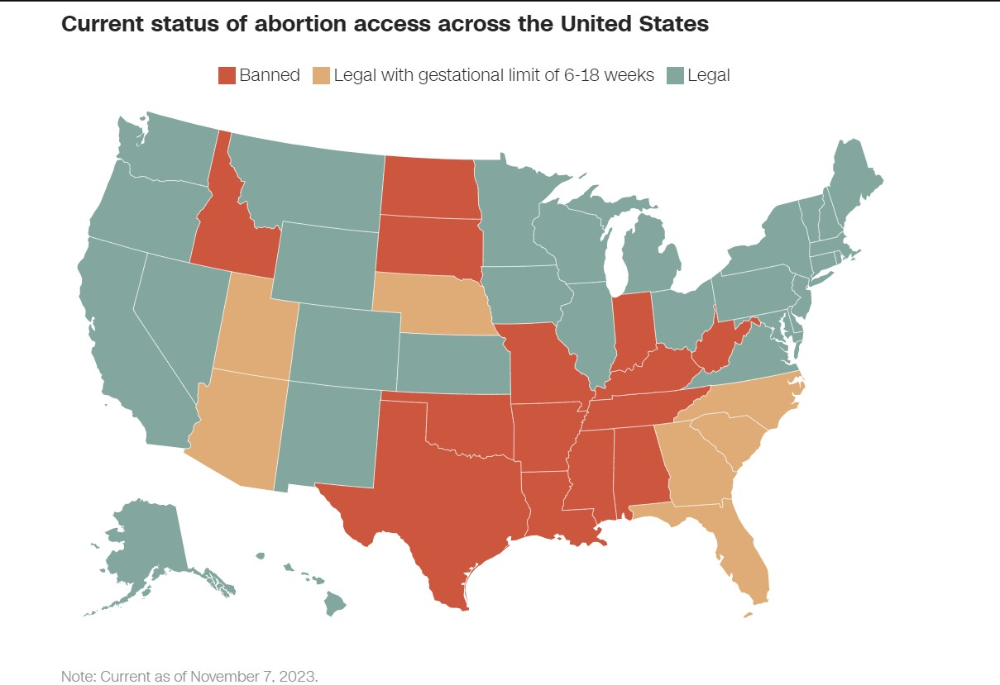 Current status of abortion access across the United States
Banned Legal with gestational limit of 6-18 weeks Legal
Note: Current as of November 7, 2023.